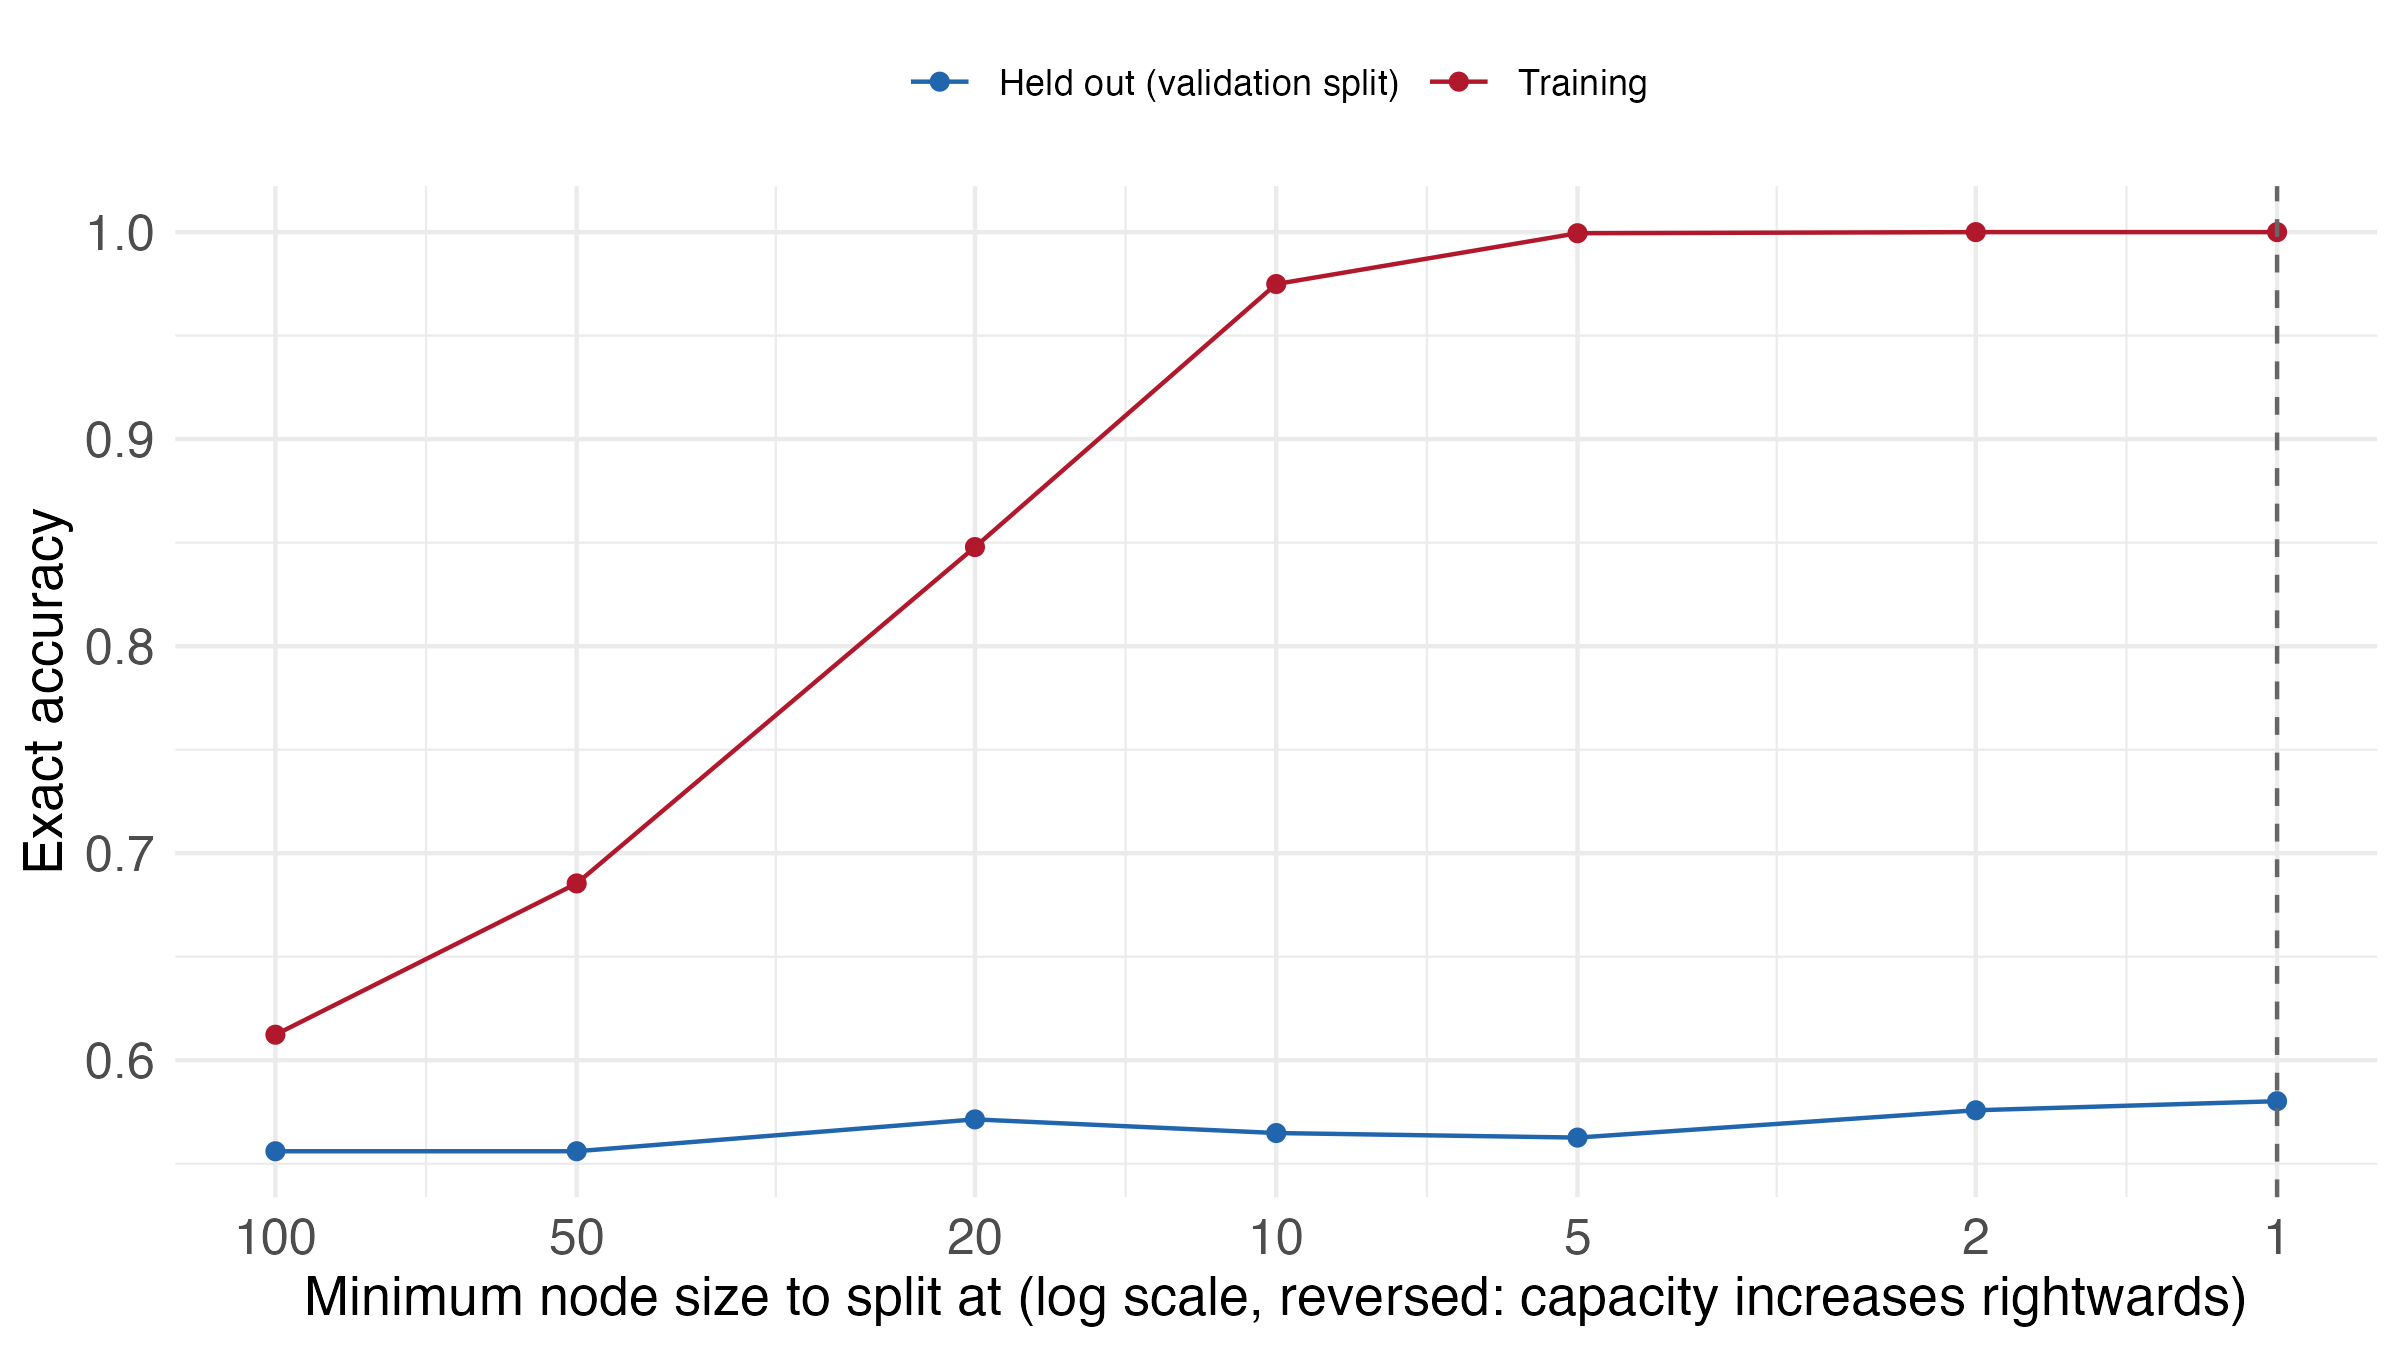 Held out (validation split) Training
1.0
0.9
0.8
0.7
0.6
Exact accuracy
100 50 20 10 5 2 1
Minimum node size to split at (log scale, reversed: capacity increases rightwards)